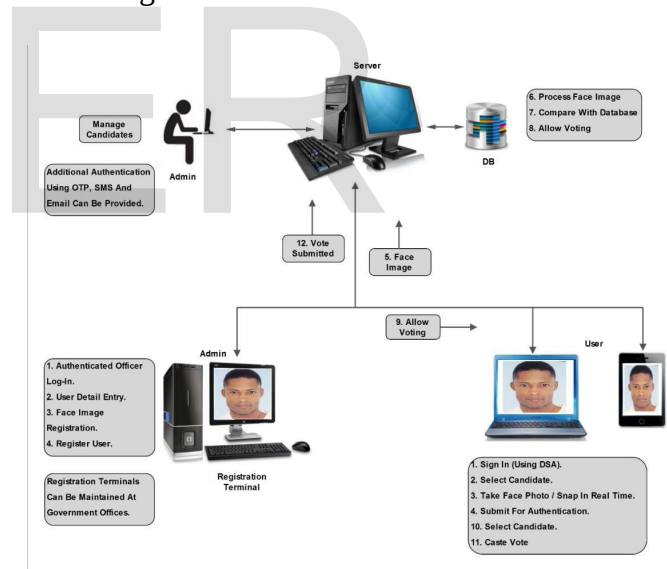 Server
6. Process Face Image
7. Compare With Database
8. Allow Voting
DB
Manage
Candidates
Admin
Additional Authentication
Using OTP, SMS And
Email Can Be Provided.
12. Vote
Submitted
5. Face
Image
9. Allow
Voting
User
Admin
1. Authenticated Officer
Log-In.
2. User Detail Entry.
3. Face Image
Registration.
4. Register User.
Registration
Terminal
Registration Terminals
Can Be Maintained At
Government Offices.
1. Sign In (Using DSA).
2. Select Candidate.
3. Take Face Photo / Snap In Real Time.
4. Submit For Authentication.
10. Select Candidate.
11. Caste Vote
ER